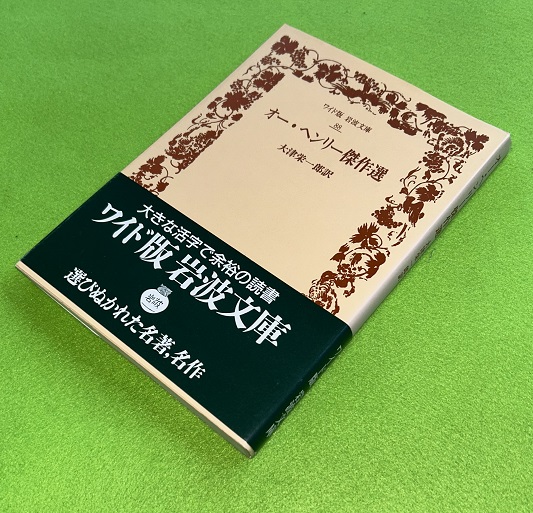 ワイド版 岩波文庫
88
オー・ヘンリー傑作選
大津栄一郎訳
大きな活字で余裕の読書
ワイド版 岩波文庫
選びぬかれた名著,名作